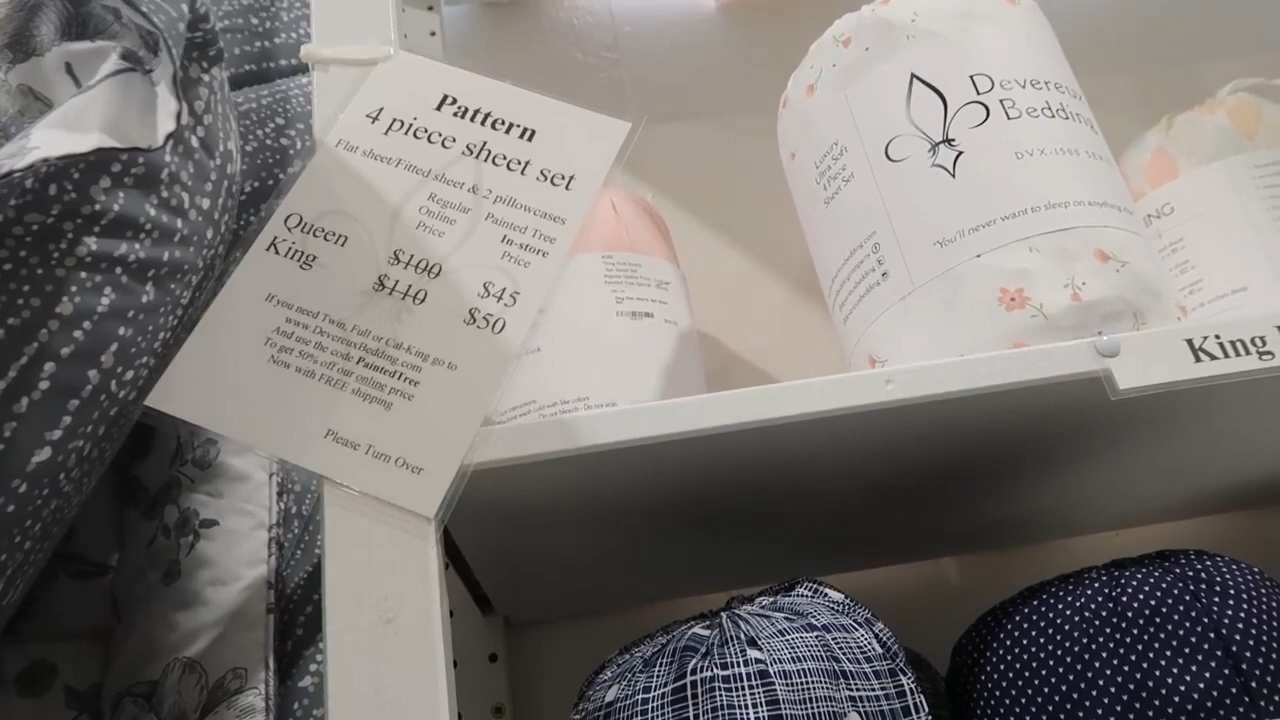 Pattern
4 piece sheet set
Flat sheet/Fitted sheet & 2 pillowcases
Regular
Online
Price
Painted Tree
In-store
Price
Queen
$100
$45
King
$110
$50
If you need Twin, Full or Cal-King go to
www.DevereuxBedding.com
And use the code PaintedTree
To get 50% off our online price
Now with FREE shipping
Please Turn Over
Luxury
Ultra Soft
4 Piece
Sheet Set
Devereux
Bedding
DVX-1500
"You'll never want to sleep on
King